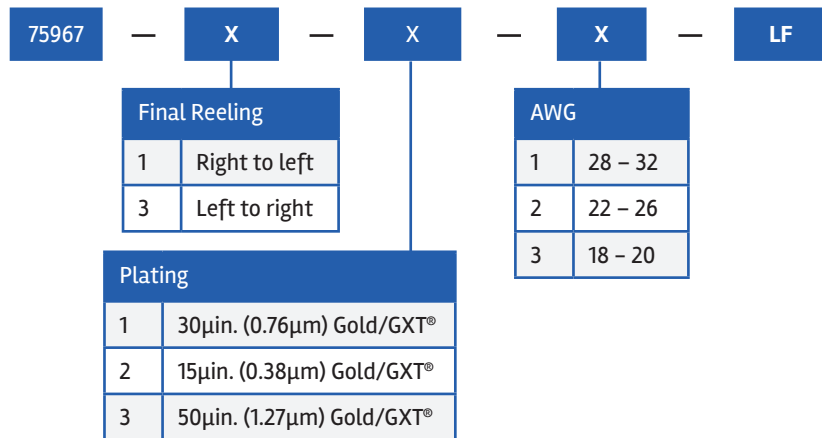 75967 — X — X — X — LF
Final Reeling
1 Right to left
3 Left to right
AWG
1 28 – 32
2 22 – 26
3 18 – 20
Plating
1 30µin. (0.76µm) Gold/GXT®
2 15µin. (0.38µm) Gold/GXT®
3 50µin. (1.27µm) Gold/GXT®